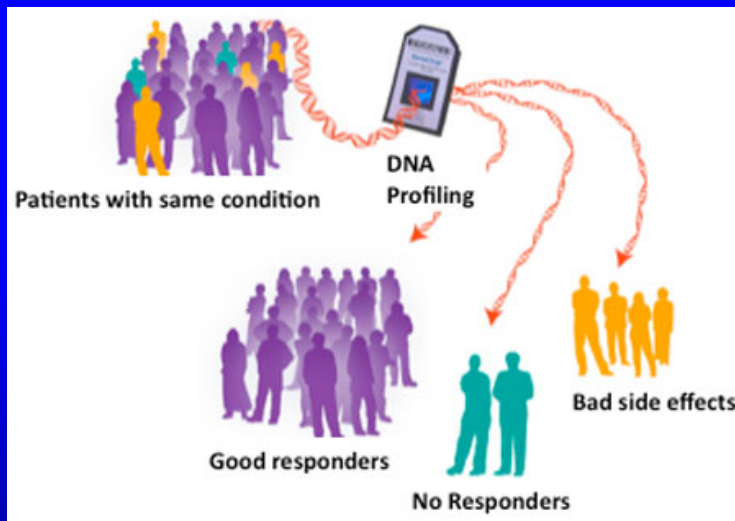 Patients with same condition
DNA
Profiling
Good responders
No Responders
Bad side effects